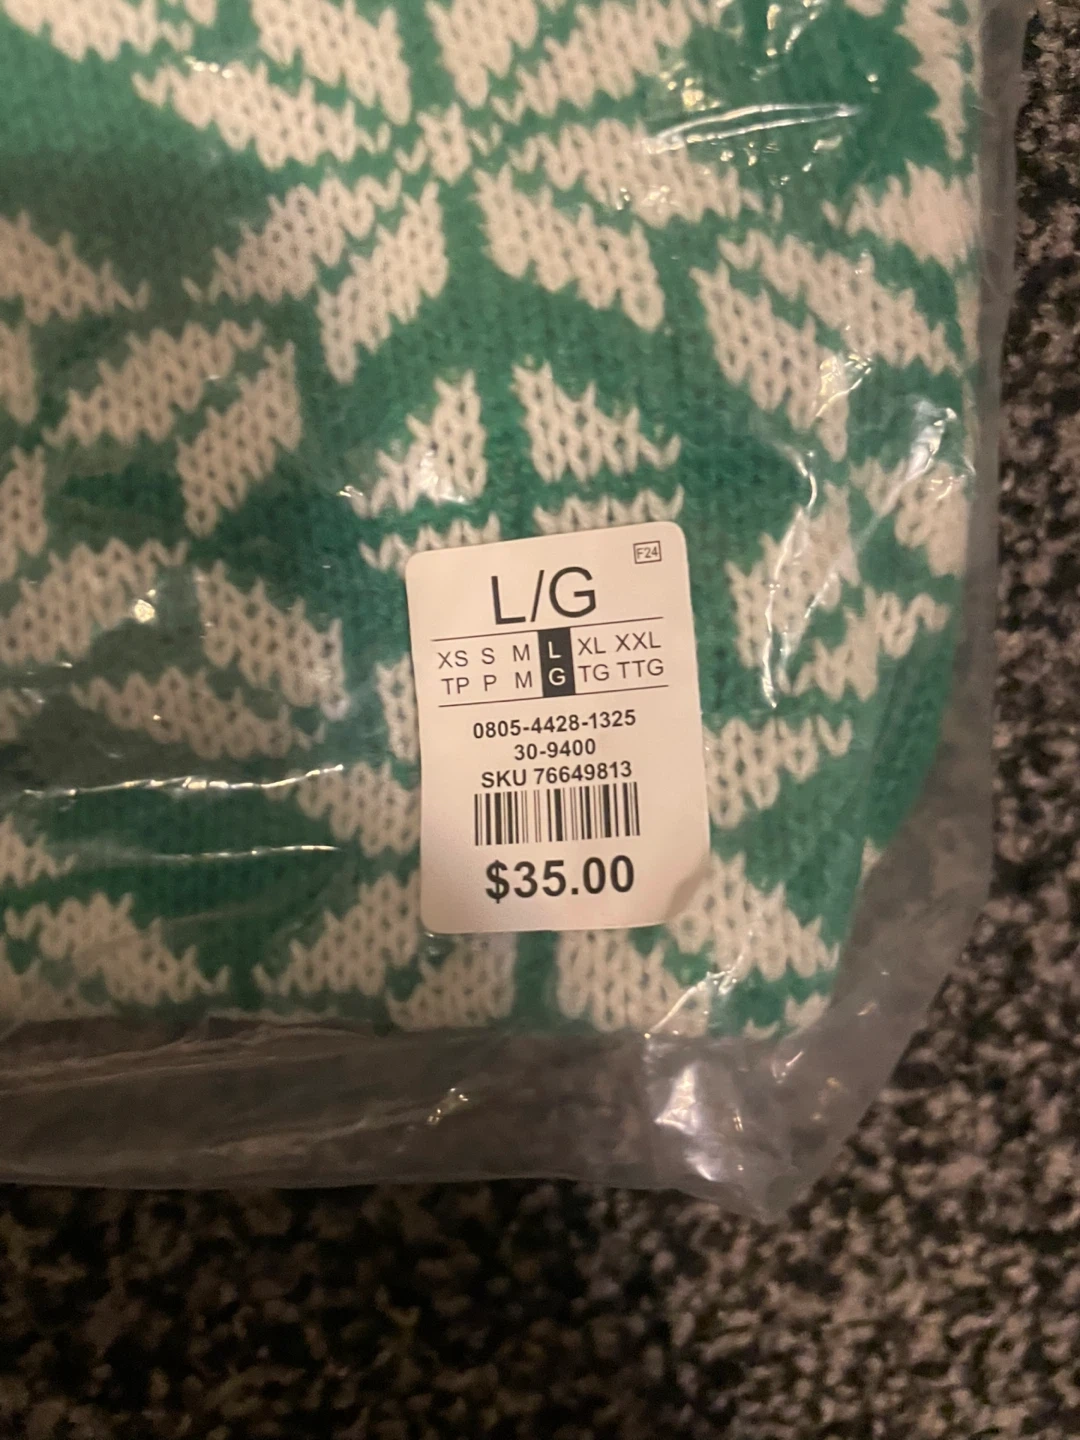 F24
L/G
XS S M L XL XXL
TP P M G TG TTG
0805-4428-1325
30-9400
SKU 76649813
$35.00